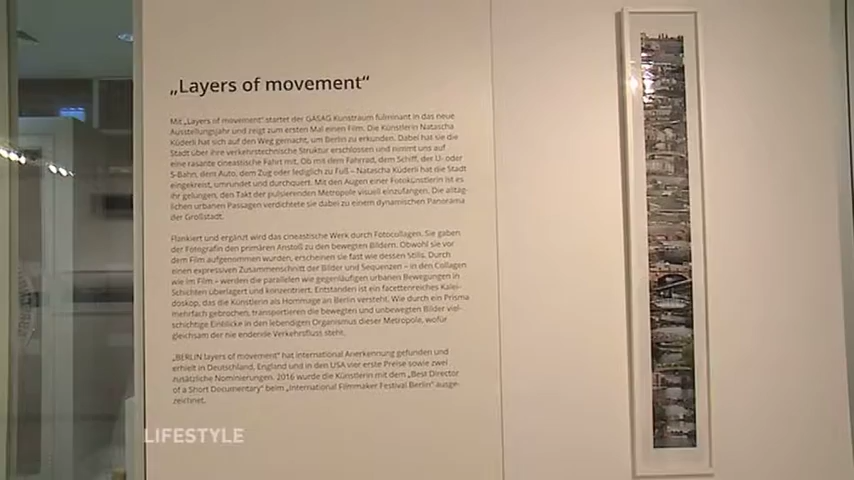 „Layers of movement“
Mit „Layers of movement“ startet der GASAG Kunstraum fulminant in das neue
Ausstellungsjahr und zeigt zum ersten Mal einen Film. Die Künstlerin Natascha
Küderli hat sich auf den Weg gemacht, um Berlin zu erkunden. Dabei hat sie die
Stadt über ihre verkehrstechnische Struktur erschlossen und nimmt uns auf
eine rasante cineastische Fahrt mit. Ob mit dem Fahrrad, dem Schiff, der U- oder
S-Bahn, dem Auto, dem Zug oder lediglich zu Fuß – Natascha Küderli hat die Stadt
eingekreist, umrundet und durchquert. Mit den Augen einer Fotokünstlerin ist es
ihr gelungen, den Takt der pulsierenden Metropole visuell einzufangen. Die alltäg-
lichen urbanen Passagen verdichtete sie dabei zu einem dynamischen Panorama
der Großstadt.
Flankiert und ergänzt wird das cineastische Werk durch Fotocollagen. Sie gaben
der Fotografin den primären Anstoß zu den bewegten Bildern. Obwohl sie vor
dem Film aufgenommen wurden, erscheinen sie fast wie dessen Stills. Durch
einen expressiven Zusammenschnitt der Bilder und Sequenzen – in den Collagen
wie im Film – werden die parallelen wie gegenläufigen urbanen Bewegungen in
Schichten überlagert und konzentriert. Entstanden ist ein facettenreiches Kalei-
doskop, das die Künstlerin als Hommage an Berlin versteht. Wie durch ein Prisma
mehrfach gebrochen, transportieren die bewegten und unbewegten Bilder viel-
schichtige Einblicke in den lebendigen Organismus dieser Metropole, wofür
gleichsam der nie endende Verkehrsfluss steht.
„BERLIN layers of movement“ hat international Anerkennung gefunden und
erhielt in Deutschland, England und in den USA vier erste Preise sowie zwei
zusätzliche Nominierungen. 2016 wurde die Künstlerin mit dem „Best Director
of a Short Documentary“ beim „International Filmmaker Festival Berlin“ ausge-
zeichnet.
LIFESTYLE